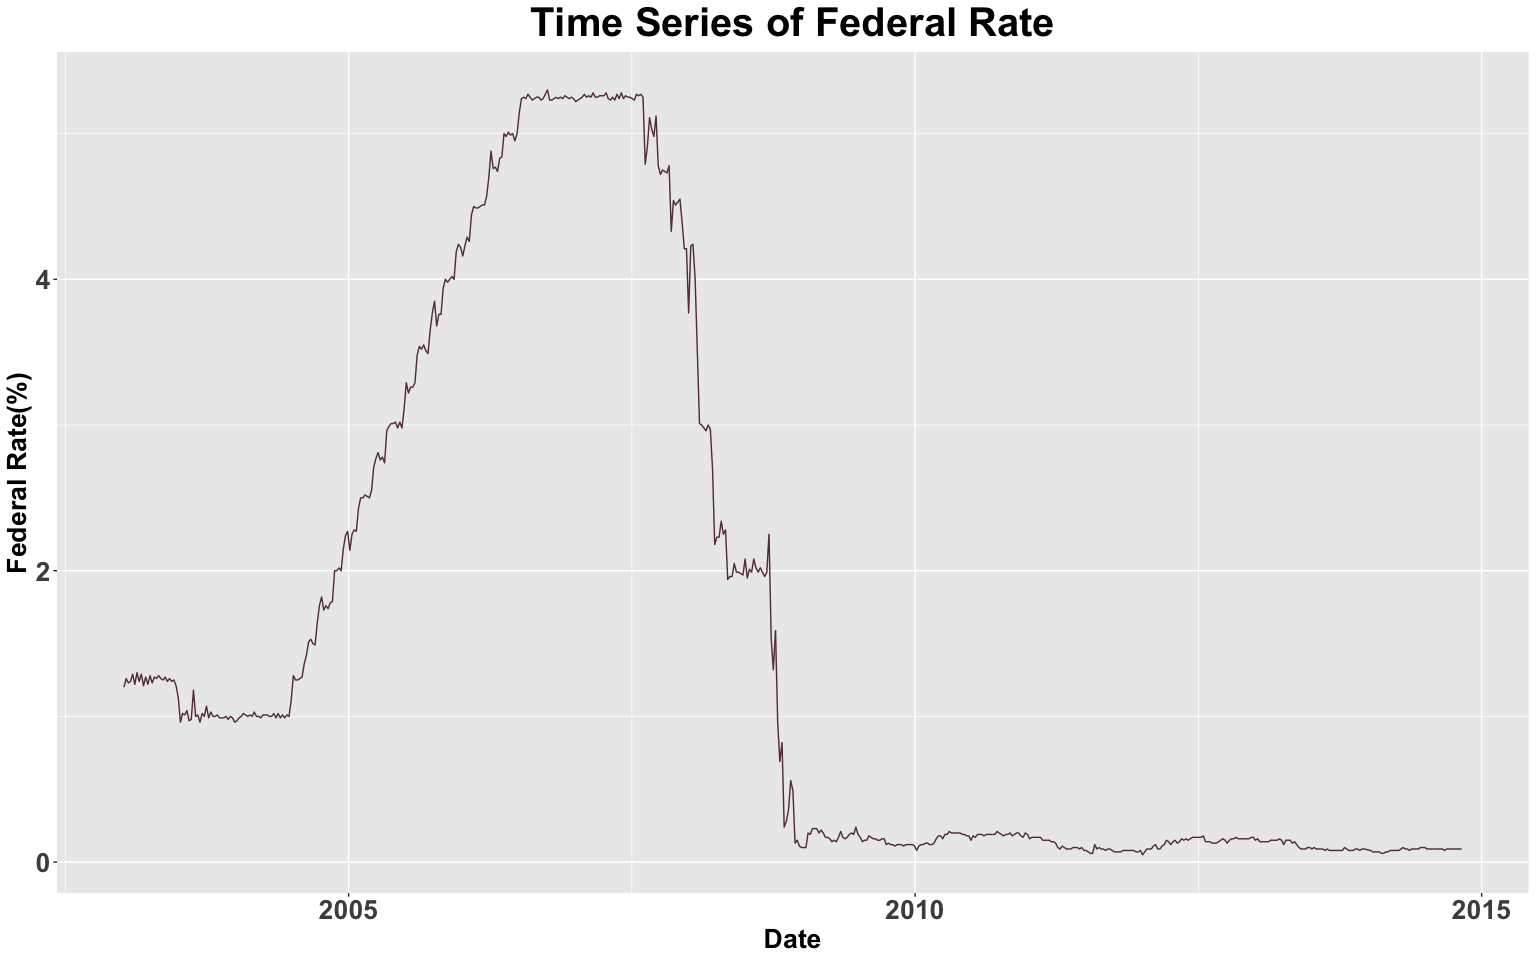 Time Series of Federal Rate
Federal Rate(%)
4
2
0
2005
2010
2015
Date